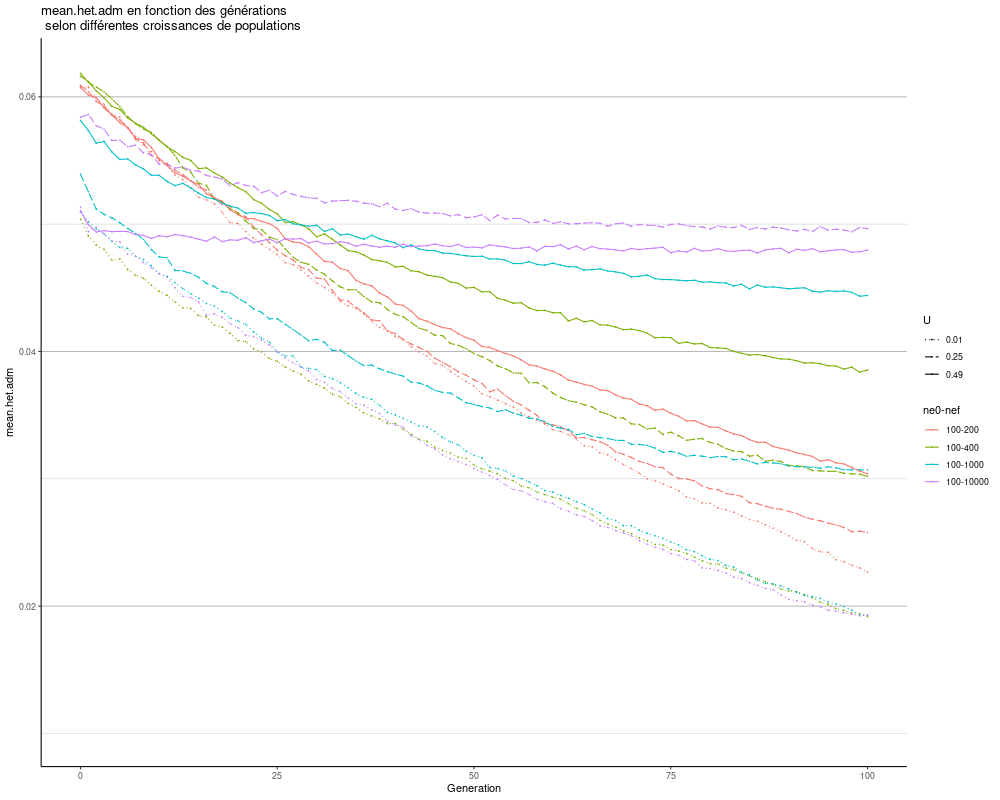 mean.het.adm en fonction des générations
selon différentes croissances de populations
mean.het.adm
0.06
0.04
0.02
0
25
50
75
100
Generation
U
0.01
0.25
0.49
ne0-nef
100-200
100-400
100-1000
100-10000